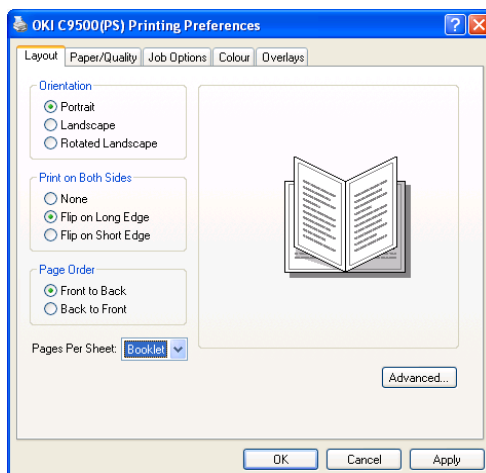 OKI C9500(PS) Printing Preferences
Layout Paper/Quality Job Options Colour Overlays
Orientation
Portrait
Landscape
Rotated Landscape
Print on Both Sides
None
Flip on Long Edge
Flip on Short Edge
Page Order
Front to Back
Back to Front
Pages Per Sheet: Booklet
Advanced...
OK Cancel Apply